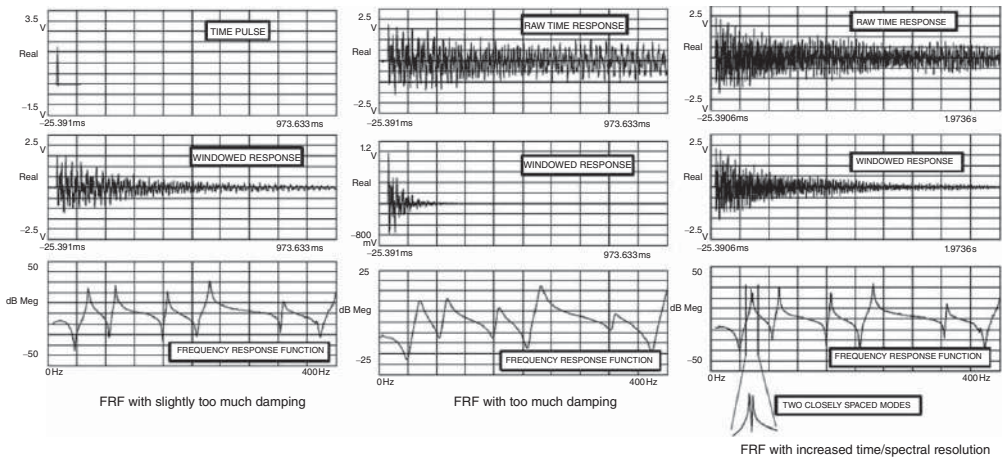 3.5
V
TIME PULSE
Real
−1.5
V
−25.391ms
973.633ms
2.5
V
WINDOWED RESPONSE
Real
−2.5
V
−25.391ms
973.633ms
50
dB Meg
−50
FREQUENCY RESPONSE FUNCTION
0Hz
400Hz
FRF with slightly too much damping
2.5
V
RAW TIME RESPONSE
Real
−2.5
V
−25.391ms
973.633ms
1.2
V
WINDOWED RESPONSE
Real
−800
mV
−25.391ms
973.633ms
25
dB Meg
−25
FREQUENCY RESPONSE FUNCTION
0Hz
400Hz
FRF with too much damping
2.5
V
RAW TIME RESPONSE
Real
−2.5
V
−25.3906ms
1.9736s
2.5
V
WINDOWED RESPONSE
Real
−2.5
V
−25.3906ms
1.9736s
50
dB Meg
−50
FREQUENCY RESPONSE FUNCTION
0Hz
400Hz
TWO CLOSELY SPACED MODES
FRF with increased time/spectral resolution